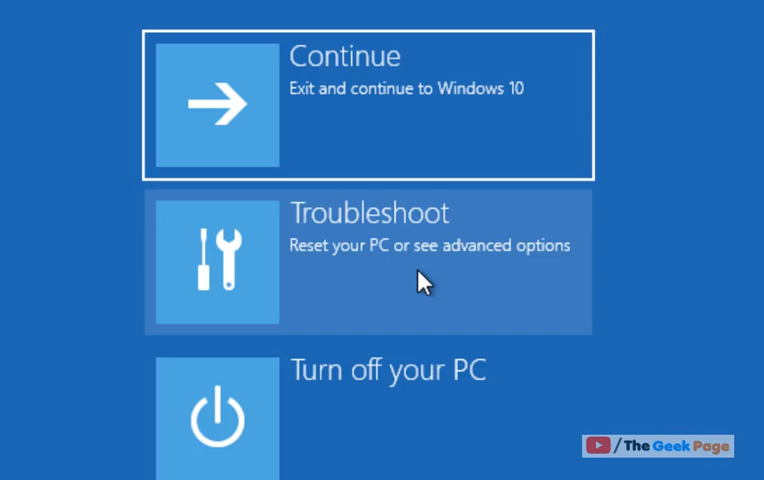 Continue
Exit and continue to Windows 10
Troubleshoot
Reset your PC or see advanced options
Turn off your PC
/The Geek Page